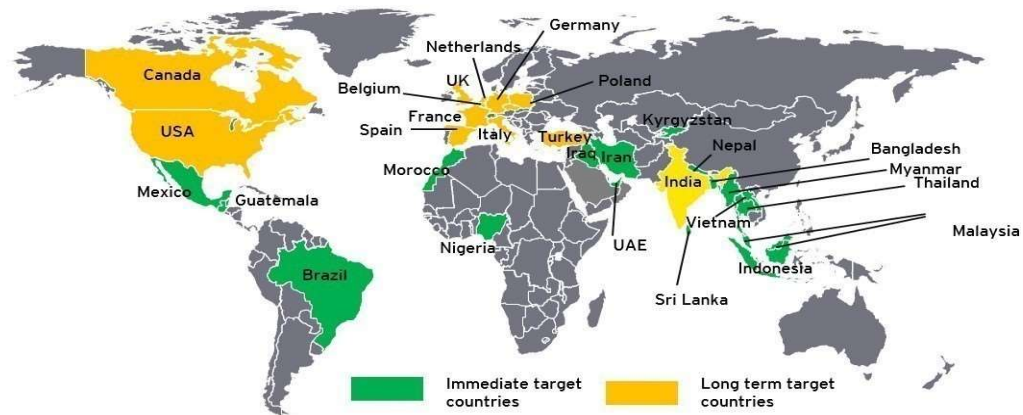 Germany
Netherlands
Canada
UK
Poland
Belgium
France
Kyrgyzstan
USA
Spain
Italy
Turkey
Nepal
Bangladesh
Iraq
Iran
Morocco
India
Myanmar
Thailand
Mexico
Guatemala
Vietnam
Nigeria
UAE
Malaysia
Brazil
Indonesia
Sri Lanka
Immediate target
countries
Long term target
countries